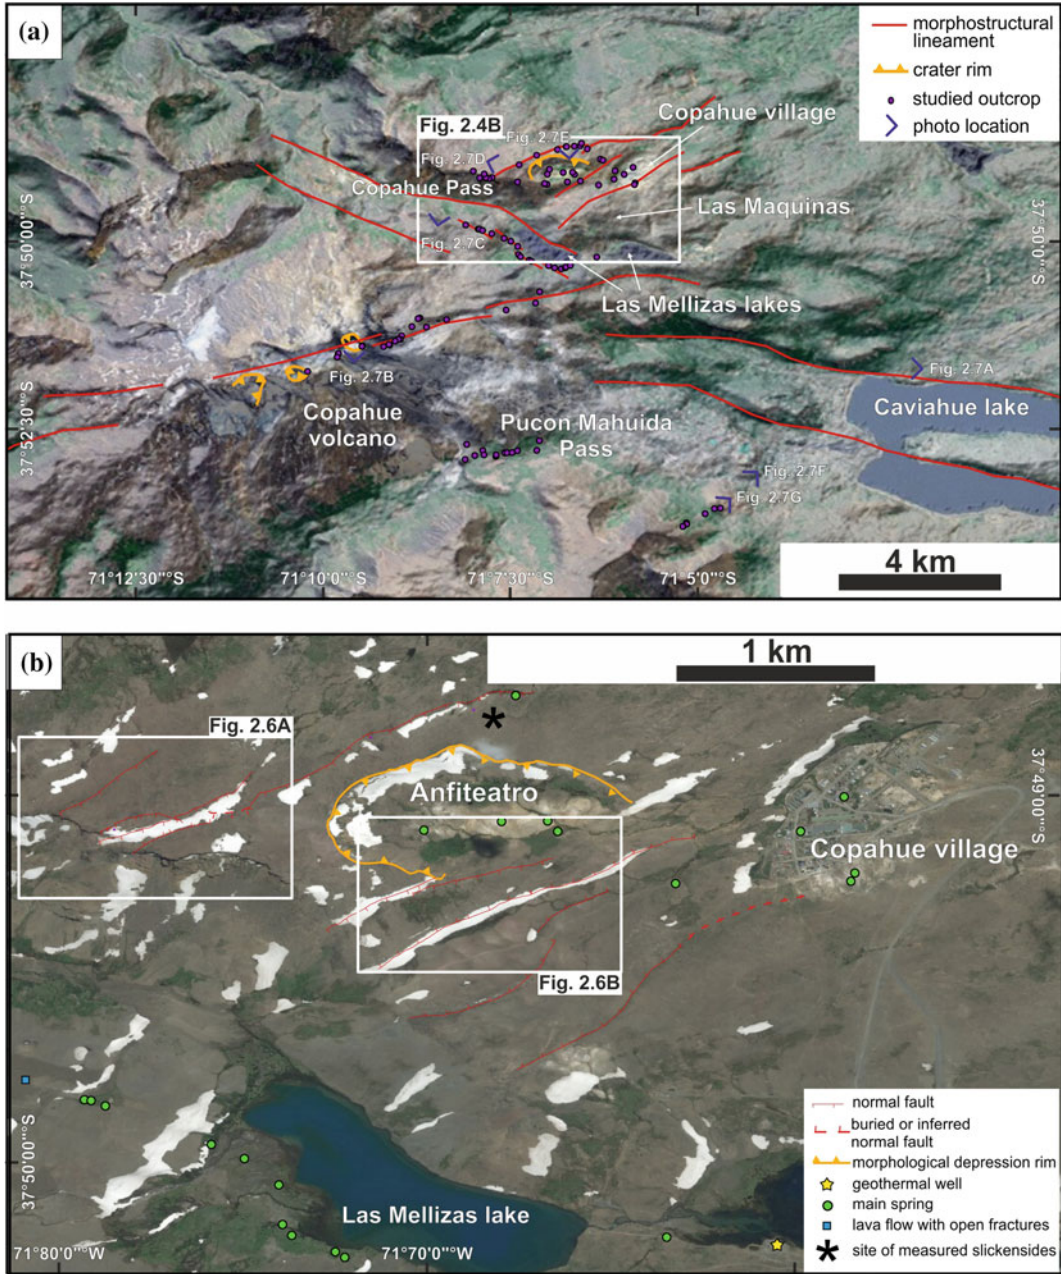 (a)
morphostructural
lineament
crater rim
studied outcrop
photo location
Fig. 2.4B
Fig. 2.7E
Copahue village
Fig. 2.7D
Copahue Pass
Las Maquinas
Fig. 2.7C
37°50'00"°S
37°50'0"°S
Las Mellizas lakes
Fig. 2.7A
Fig. 2.7B
Caviahue lake
Copahue
volcano
Pucon Mahuida
Pass
37°52'30"°S
Fig. 2.7F
Fig. 2.7G
71°12'30"°S
71°10'0"°S
71°7'30"°S
71°5'0"°S
4 km
(b)
1 km
Fig. 2.6A
37°49'00"°S
Anfiteatro
Copahue village
Fig. 2.6B
normal fault
buried or inferred
normal fault
morphological depression rim
geothermal well
main spring
lava flow with open fractures
site of measured slickensides
37°50'00"°S
Las Mellizas lake
71°80'0"°W
71°70'0"°W